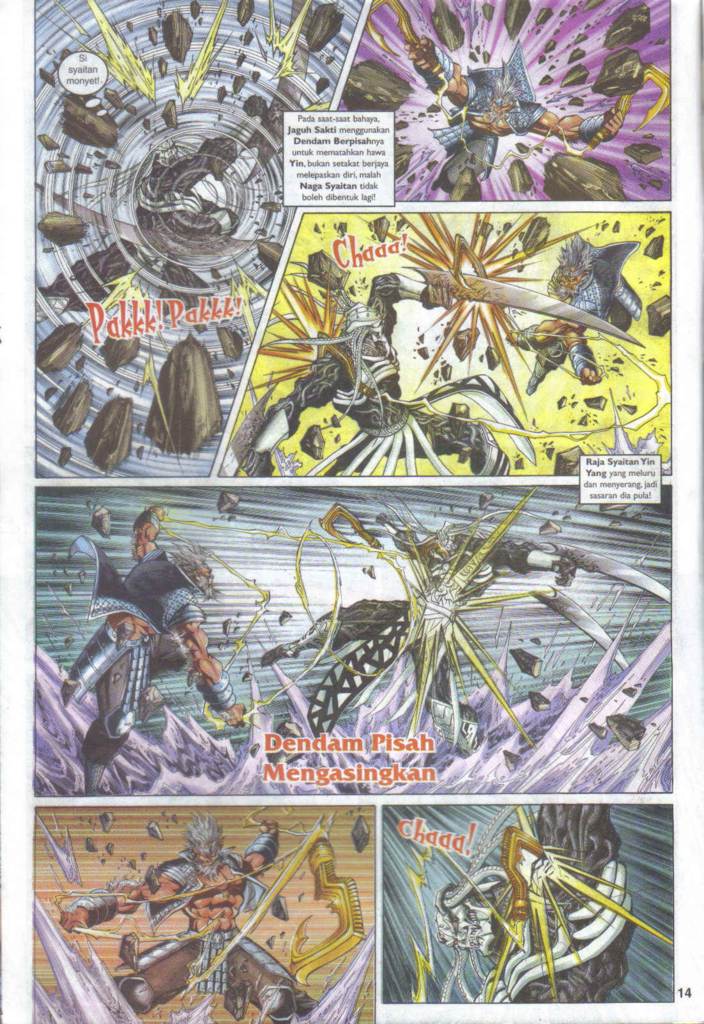 Si
syaitan
monyet!
Pada saat-saat bahaya,
Jaguh Sakti menggunakan
Dendam Berpisahnya
untuk mematahkan hawa
Yin, bukan setakat berjaya
melepaskan diri, malah
Naga Syaitan tidak
boleh dibentuk lagi!
Pakkk! Pakkk!
Chaaa!
Raja Syaitan Yin
Yang yang meluru
dan menyerang, jadi
sasaran dia pula!
Dendam Pisah
Mengasingkan
Chaaa!
14